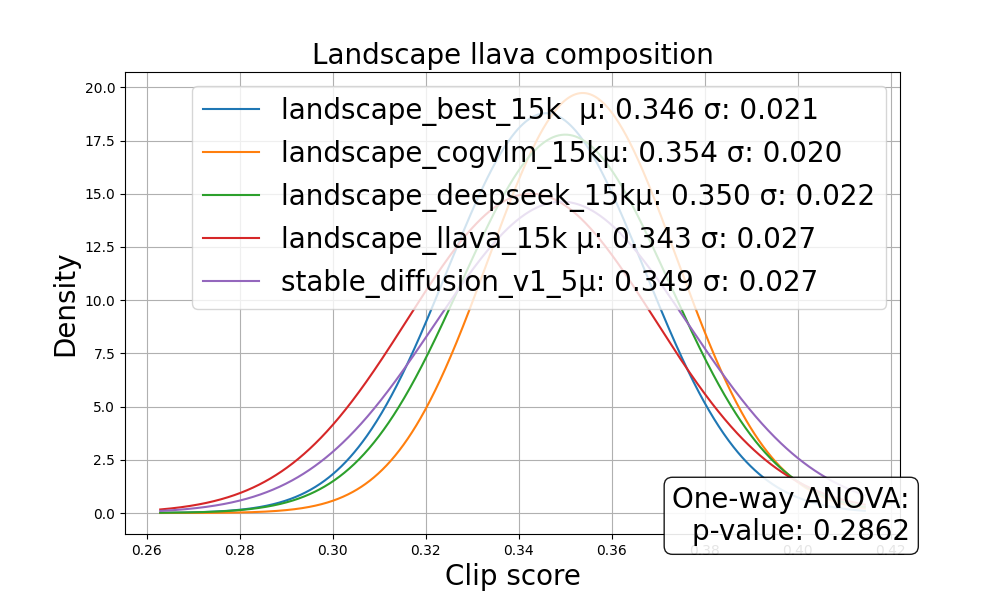 Landscape llava composition
20.0
17.5
15.0
12.5
10.0
7.5
5.0
2.5
0.0
Density
landscape_best_15k  μ: 0.346 σ: 0.021
landscape_cogvlm_15kμ: 0.354 σ: 0.020
landscape_deepseek_15kμ: 0.350 σ: 0.022
landscape_llava_15k μ: 0.343 σ: 0.027
stable_diffusion_v1_5μ: 0.349 σ: 0.027
One-way ANOVA:
p-value: 0.2862
0.26 0.28 0.30 0.32 0.34 0.36 0.38 0.40 0.42
Clip score